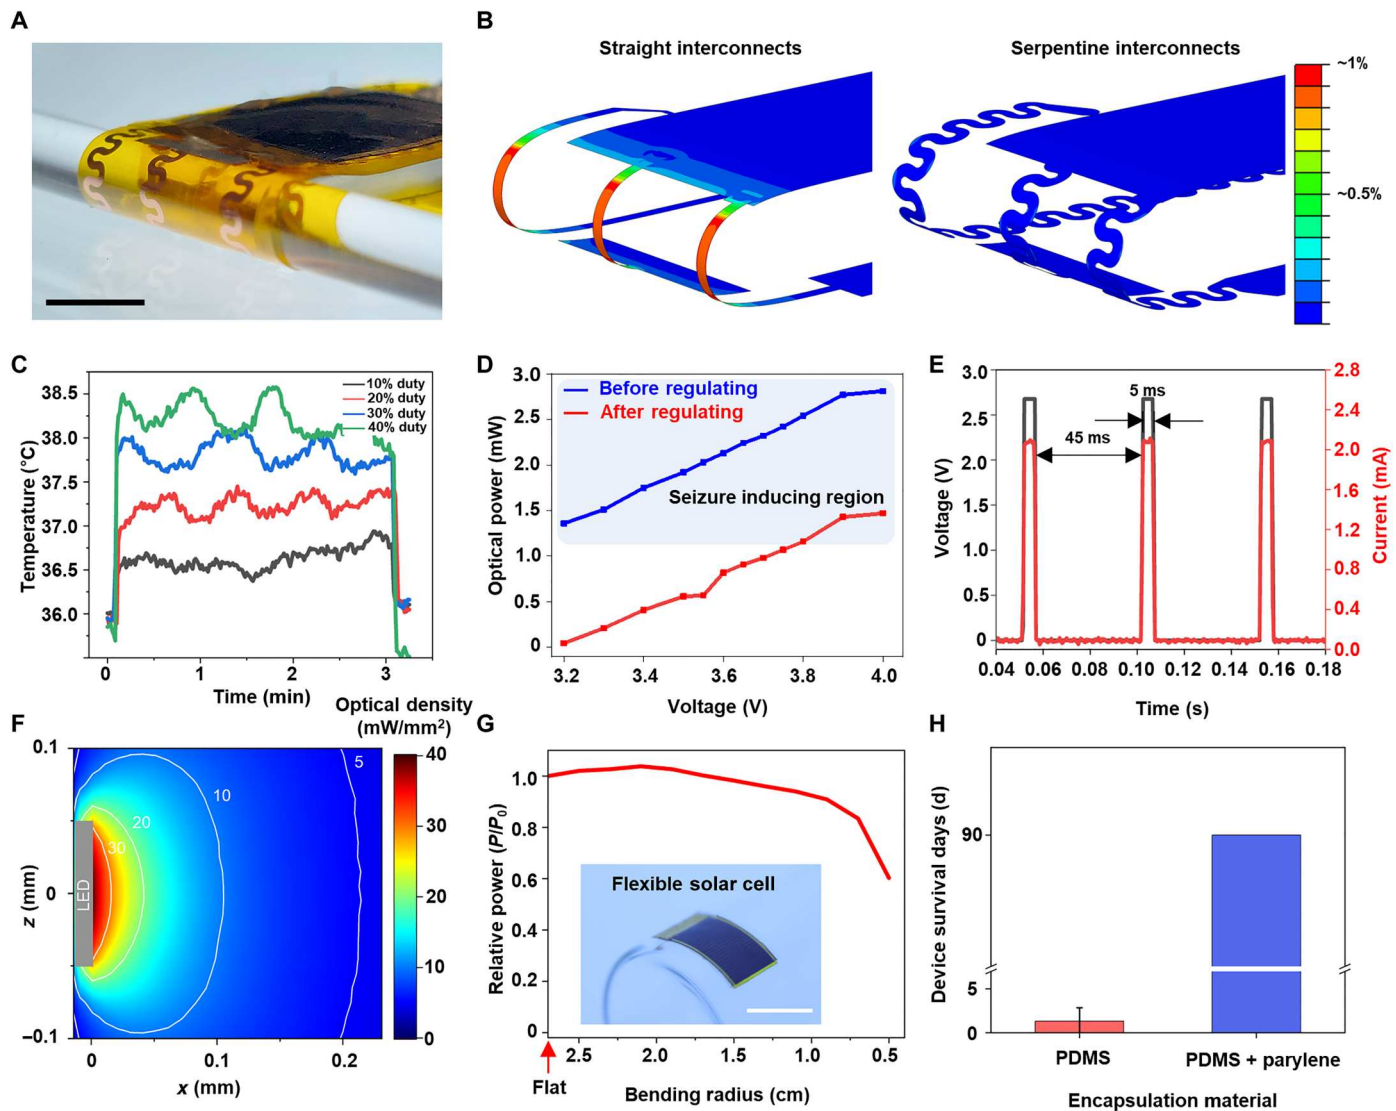 A
B
Straight interconnects
Serpentine interconnects
~1%
~0.5%
C
38.5
38.0
37.5
37.0
36.5
36.0
Temperature (°C)
10% duty
20% duty
30% duty
40% duty
0
1
2
3
Time (min)
D
3.0
2.5
2.0
1.5
1.0
0.5
0
Optical power (mW)
Before regulating
After regulating
Seizure inducing region
3.2
3.4
3.6
3.8
4.0
Voltage (V)
E
3.0
2.5
2.0
1.5
1.0
0.5
0
Voltage (V)
5 ms
45 ms
2.8
2.4
2.0
1.6
1.2
0.8
0.4
0.0
Current (mA)
0.04
0.06
0.08
0.10
0.12
0.14
0.16
0.18
Time (s)
F
Optical density
(mW/mm²)
0.1
0
−0.1
z (mm)
LED
30
20
10
5
40
30
20
10
0
0
0.1
0.2
x (mm)
G
1.0
0.8
0.6
0.4
0.2
0
Relative power (P/P₀)
Flexible solar cell
2.5
2.0
1.5
1.0
0.5
Flat
Bending radius (cm)
H
90
5
0
Device survival days (d)
PDMS
PDMS + parylene
Encapsulation material